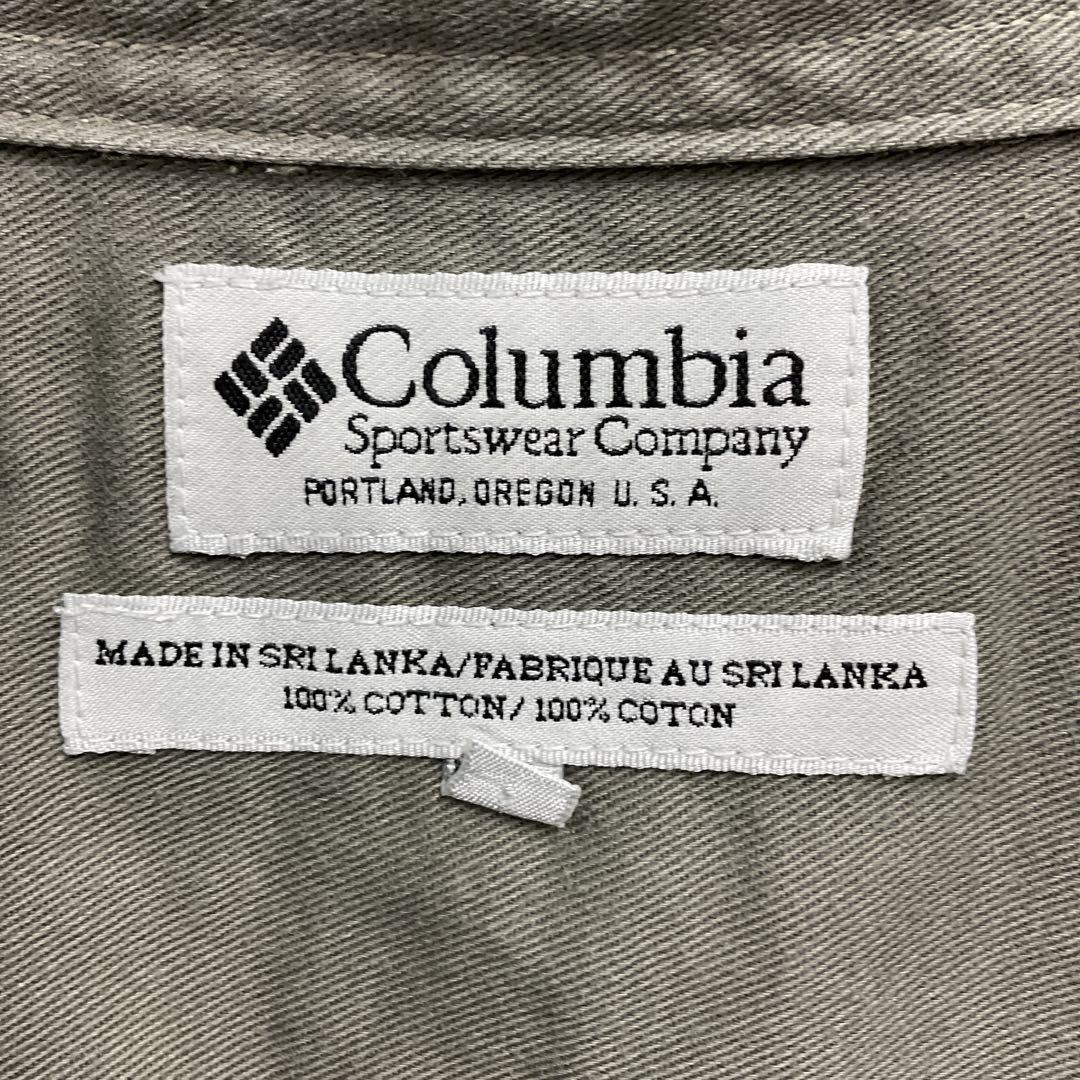 Columbia
Sportswear Company
PORTLAND, OREGON U. S. A.
MADE IN SRI LANKA/FABRIQUE AU SRI LANKA
100% COTTON/ 100% COTON